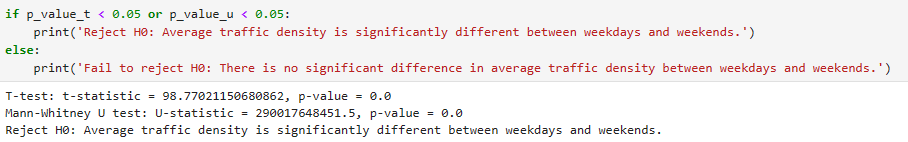 if p_value_t < 0.05 or p_value_u < 0.05:
    print('Reject H0: Average traffic density is significantly different between weekdays and weekends.')
else:
    print('Fail to reject H0: There is no significant difference in average traffic density between weekdays and weekends.')
T-test: t-statistic = 98.77021150680862, p-value = 0.0
Mann-Whitney U test: U-statistic = 290017648451.5, p-value = 0.0
Reject H0: Average traffic density is significantly different between weekdays and weekends.